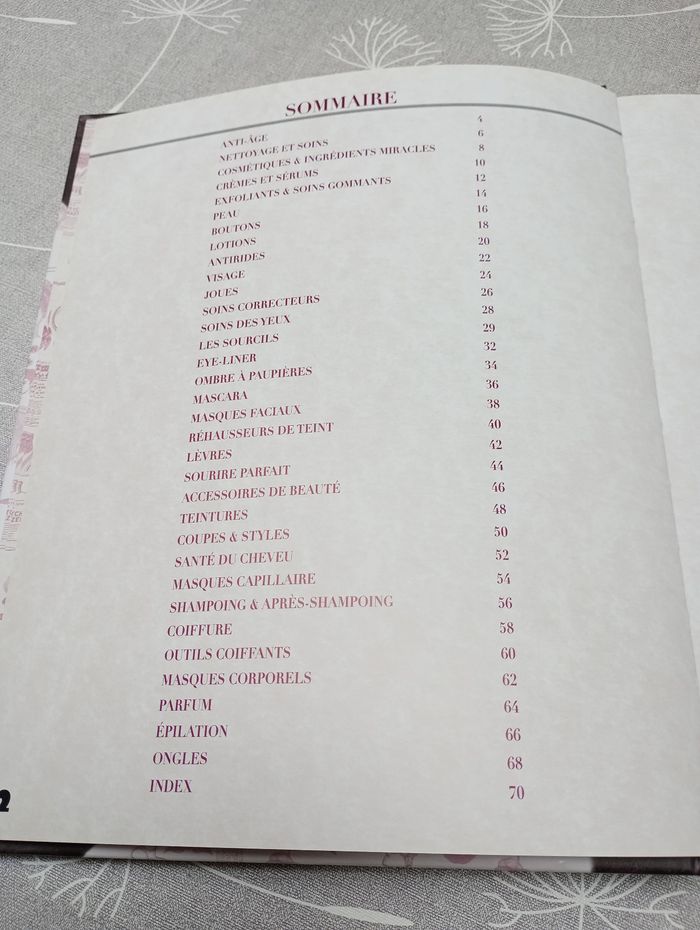 SOMMAIRE
ANTI-ÂGE 4
NETTOYAGE ET SOINS 6
COSMÉTIQUES & INGRÉDIENTS MIRACLES 8
CRÈMES ET SÉRUMS 10
EXFOLIANTS & SOINS GOMMANTS 12
PEAU 14
BOUTONS 16
LOTIONS 18
ANTIRIDES 20
VISAGE 22
JOUES 24
SOINS CORRECTEURS 26
SOINS DES YEUX 28
LES SOURCILS 29
EYE-LINER 32
OMBRE À PAUPIÈRES 34
MASCARA 36
MASQUES FACIAUX 38
RÉHAUSSEURS DE TEINT 40
LÈVRES 42
SOURIRE PARFAIT 44
ACCESSOIRES DE BEAUTÉ 46
TEINTURES 48
COUPES & STYLES 50
SANTÉ DU CHEVEU 52
MASQUES CAPILLAIRE 54
SHAMPOING & APRÈS-SHAMPOING 56
COIFFURE 58
OUTILS COIFFANTS 60
MASQUES CORPORELS 62
PARFUM 64
ÉPILATION 66
ONGLES 68
INDEX 70
2